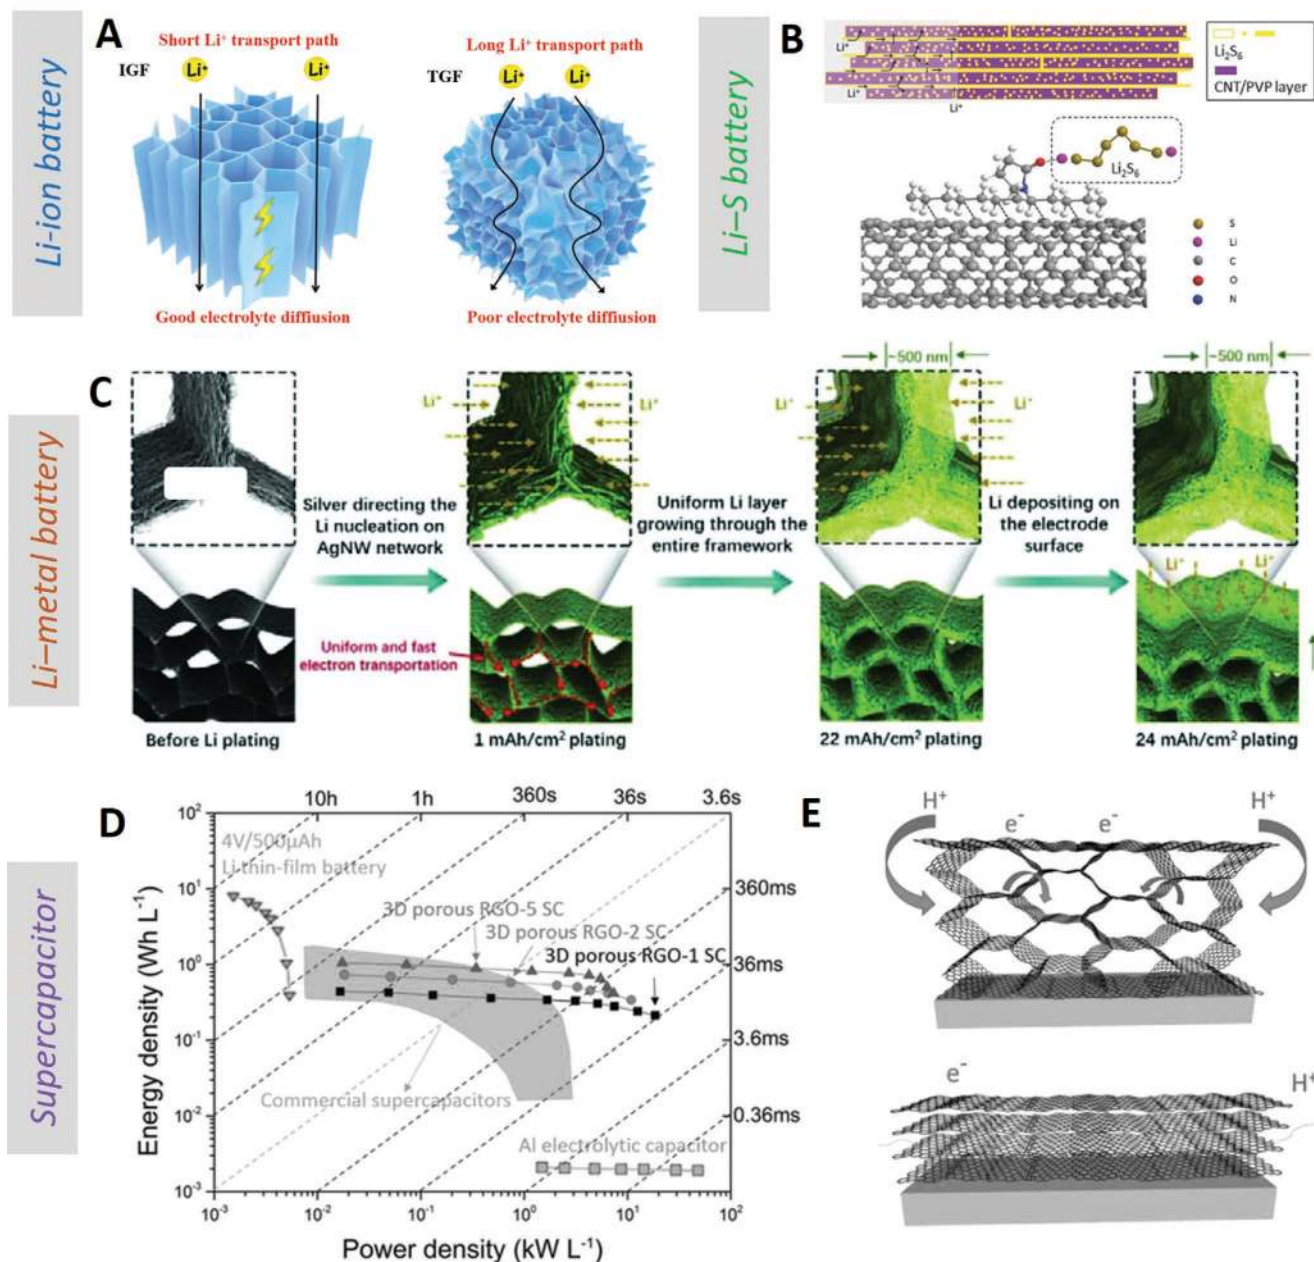 Li-ion battery
A
Short Li⁺ transport path
IGF
Li⁺
Li⁺
Good electrolyte diffiusion
Long Li⁺ transport path
TGF
Li⁺
Li⁺
Poor electrolyte diffusion
Li–S battery
B
Li⁺
Li⁺
Li⁺
Li₂S₆
CNT/PVP layer
Li₂S₆
S
Li
C
O
N
Li–metal battery
C
Before Li plating
Silver directing the
Li nucleation on
AgNW network
Li⁺
Uniform and fast
electron transportation
1 mAh/cm² plating
Uniform Li layer
growing through the
entire framework
~500 nm
Li⁺
Li⁺
22 mAh/cm² plating
Li depositing on
the electrode
surface
~500 nm
Li⁺
Li⁺
24 mAh/cm² plating
Supercapacitor
D
10h
1h
360s
36s
3.6s
360ms
36ms
3.6ms
0.36ms
Energy density (Wh L⁻¹)
10²
10¹
10⁰
10⁻¹
10⁻²
10⁻³
4V/500µAh
Li thin-film battery
3D porous RGO-5 SC
3D porous RGO-2 SC
3D porous RGO-1 SC
Commercial supercapacitors
Al electrolytic capacitor
10⁻³
10⁻²
10⁻¹
10⁰
10¹
10²
Power density (kW L⁻¹)
E
H⁺
e⁻
e⁻
H⁺
e⁻
H⁺